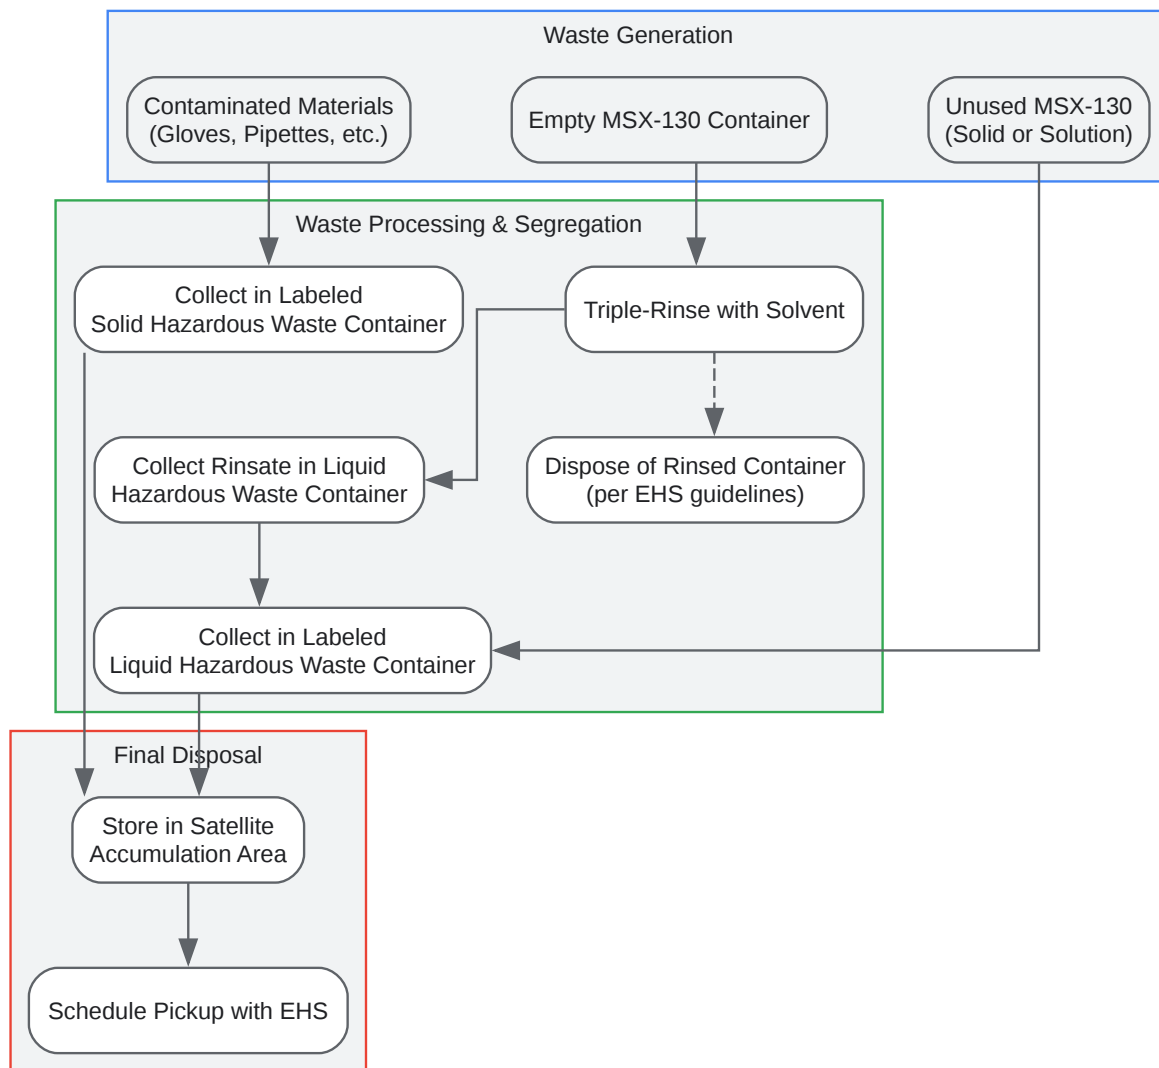 Waste Generation
Contaminated Materials
(Gloves, Pipettes, etc.)
Empty MSX-130 Container
Unused MSX-130
(Solid or Solution)
Waste Processing & Segregation
Collect in Labeled
Solid Hazardous Waste Container
Triple-Rinse with Solvent
Collect Rinsate in Liquid
Hazardous Waste Container
Dispose of Rinsed Container
(per EHS guidelines)
Collect in Labeled
Liquid Hazardous Waste Container
Final Disposal
Store in Satellite
Accumulation Area
Schedule Pickup with EHS